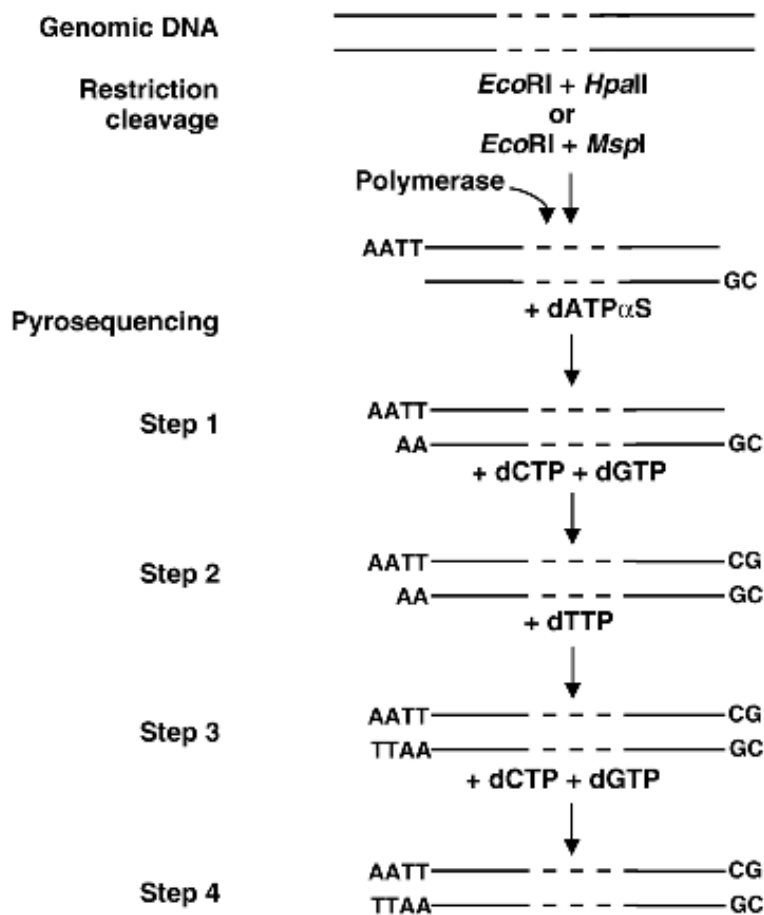 Genomic DNA
Restriction
cleavage
EcoRI + HpaII
or
EcoRI + MspI
Polymerase
AATT
GC
+ dATPαS
Pyrosequencing
Step 1
AATT
AA
GC
+ dCTP + dGTP
Step 2
AATT
CG
AA
GC
+ dTTP
Step 3
AATT
CG
TTAA
GC
+ dCTP + dGTP
Step 4
AATT
CG
TTAA
GC